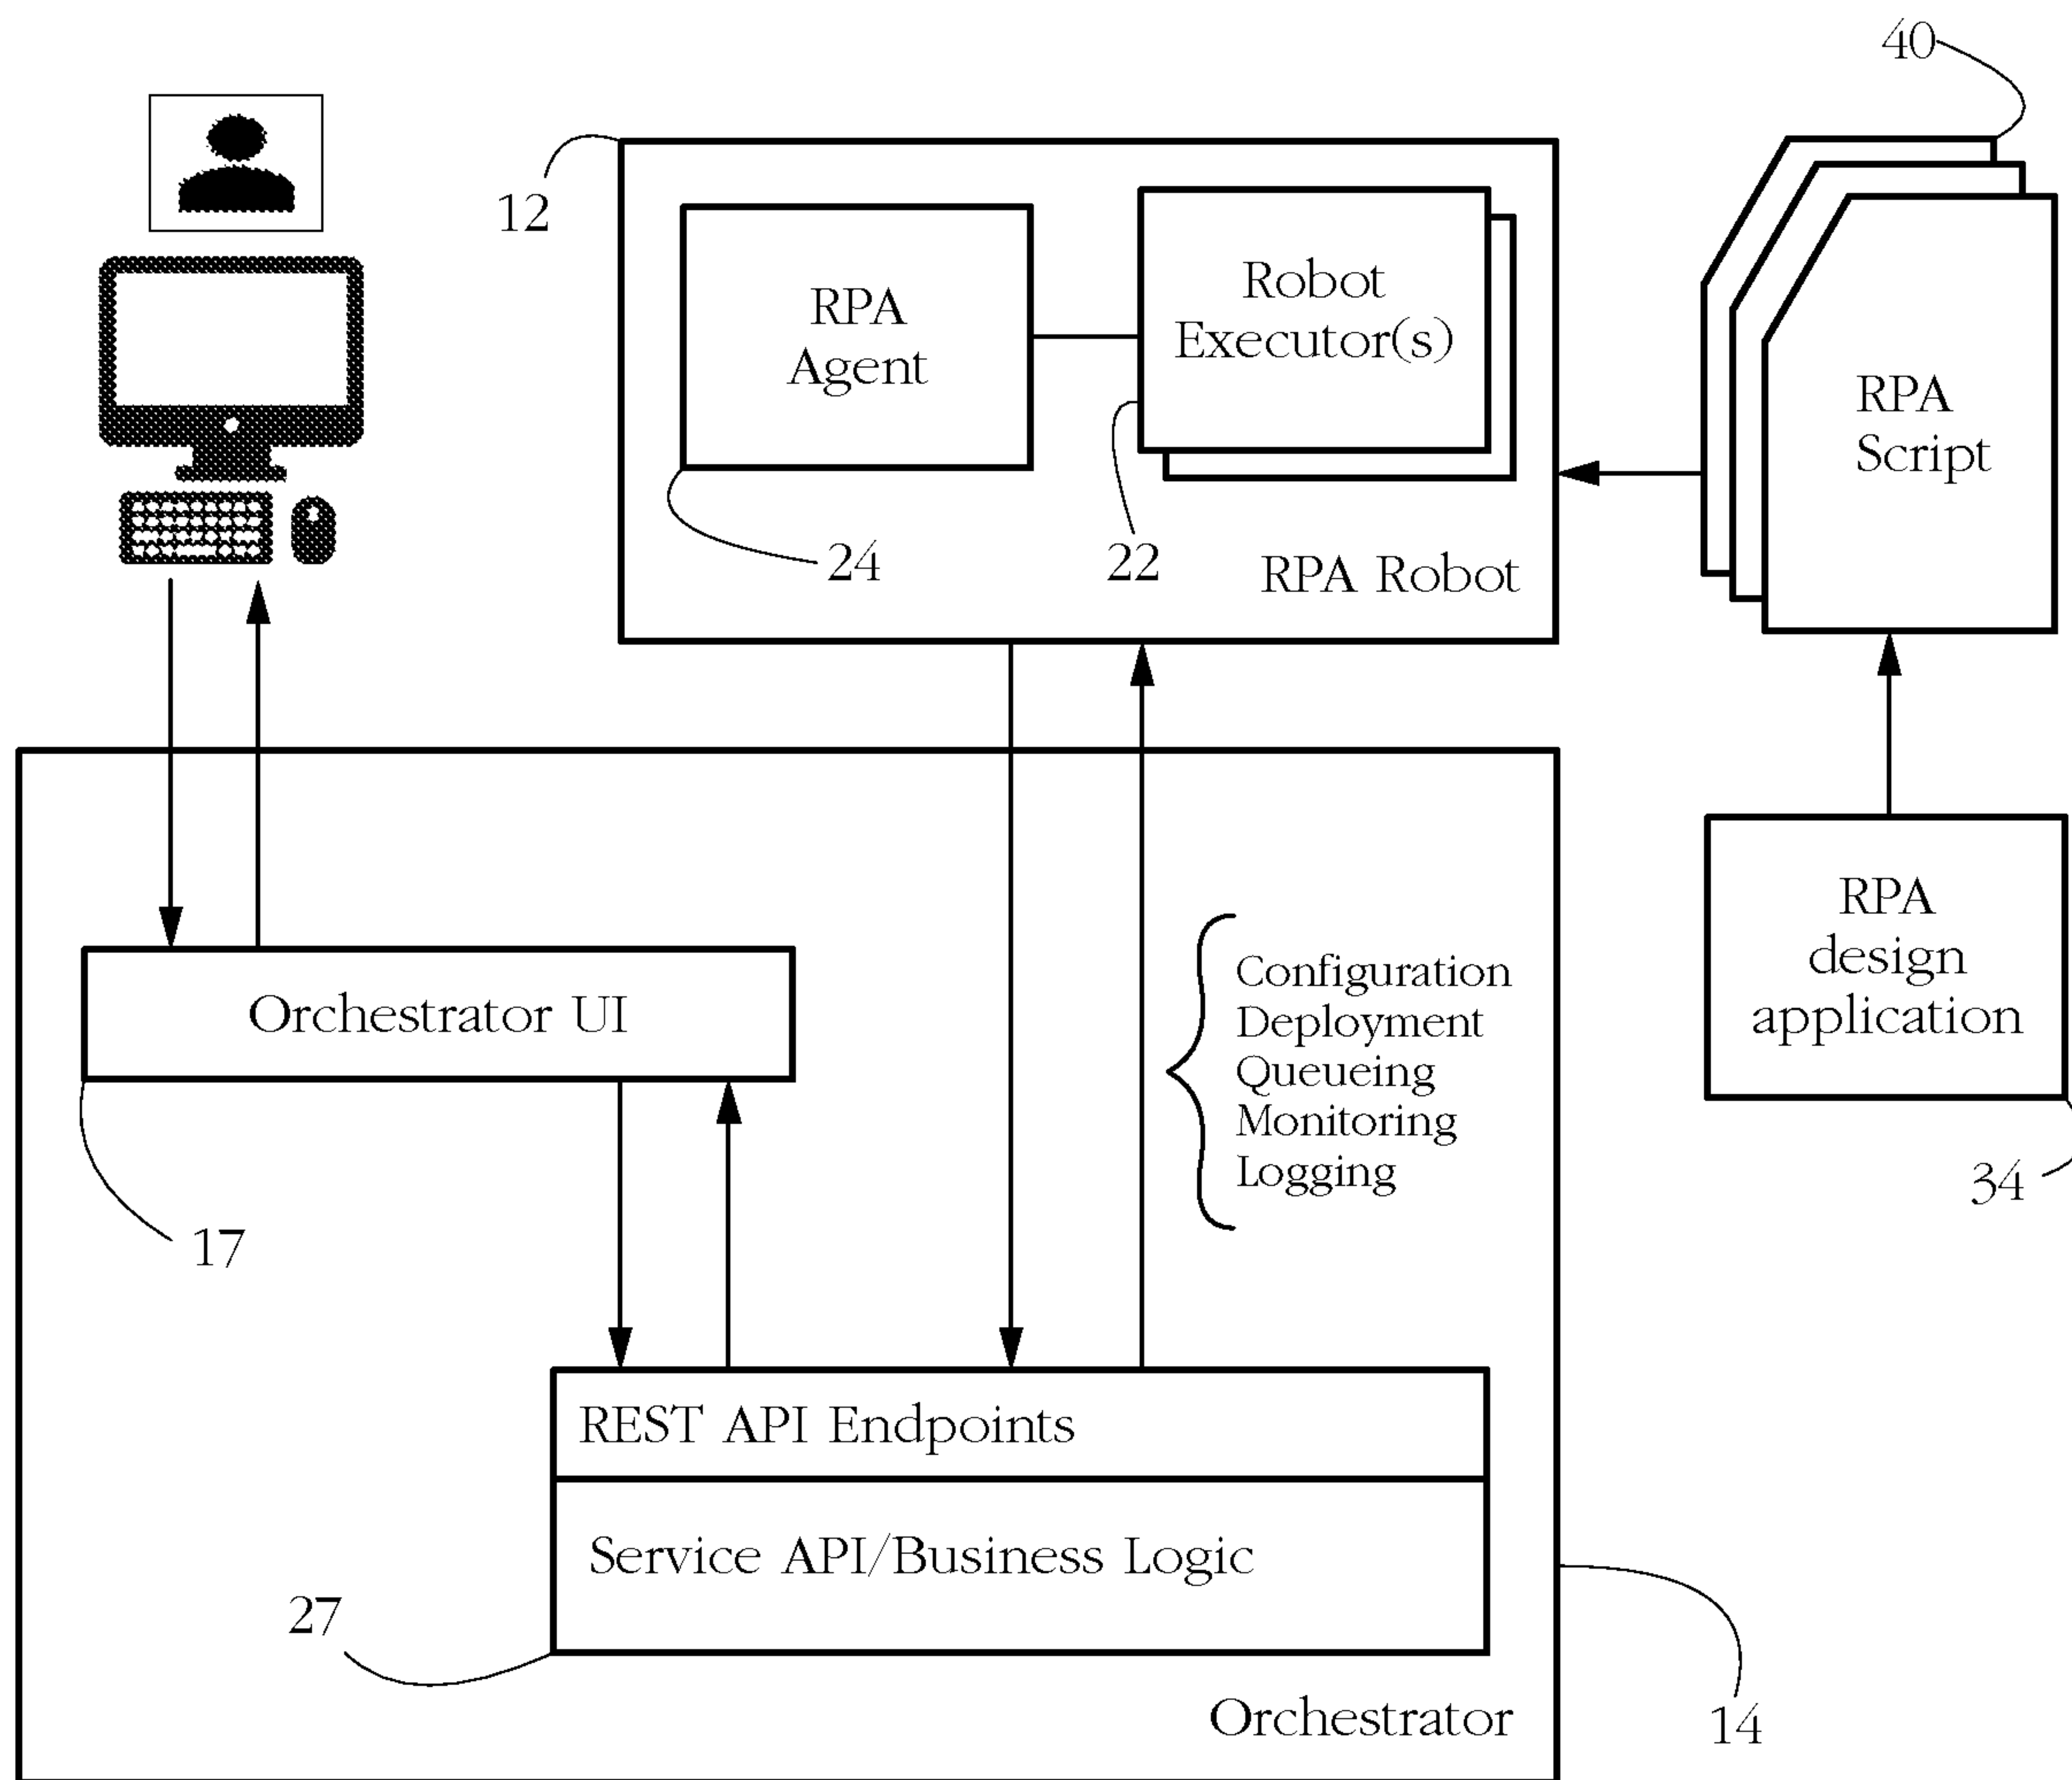 40
12
RPA
Agent
Robot
Executor(s)
RPA
Script
24
22
RPA Robot
Orchestrator UI
Configuration
Deployment
Queueing
Monitoring
Logging
RPA
design
application
17
34
REST API Endpoints
Service API/Business Logic
27
Orchestrator
14